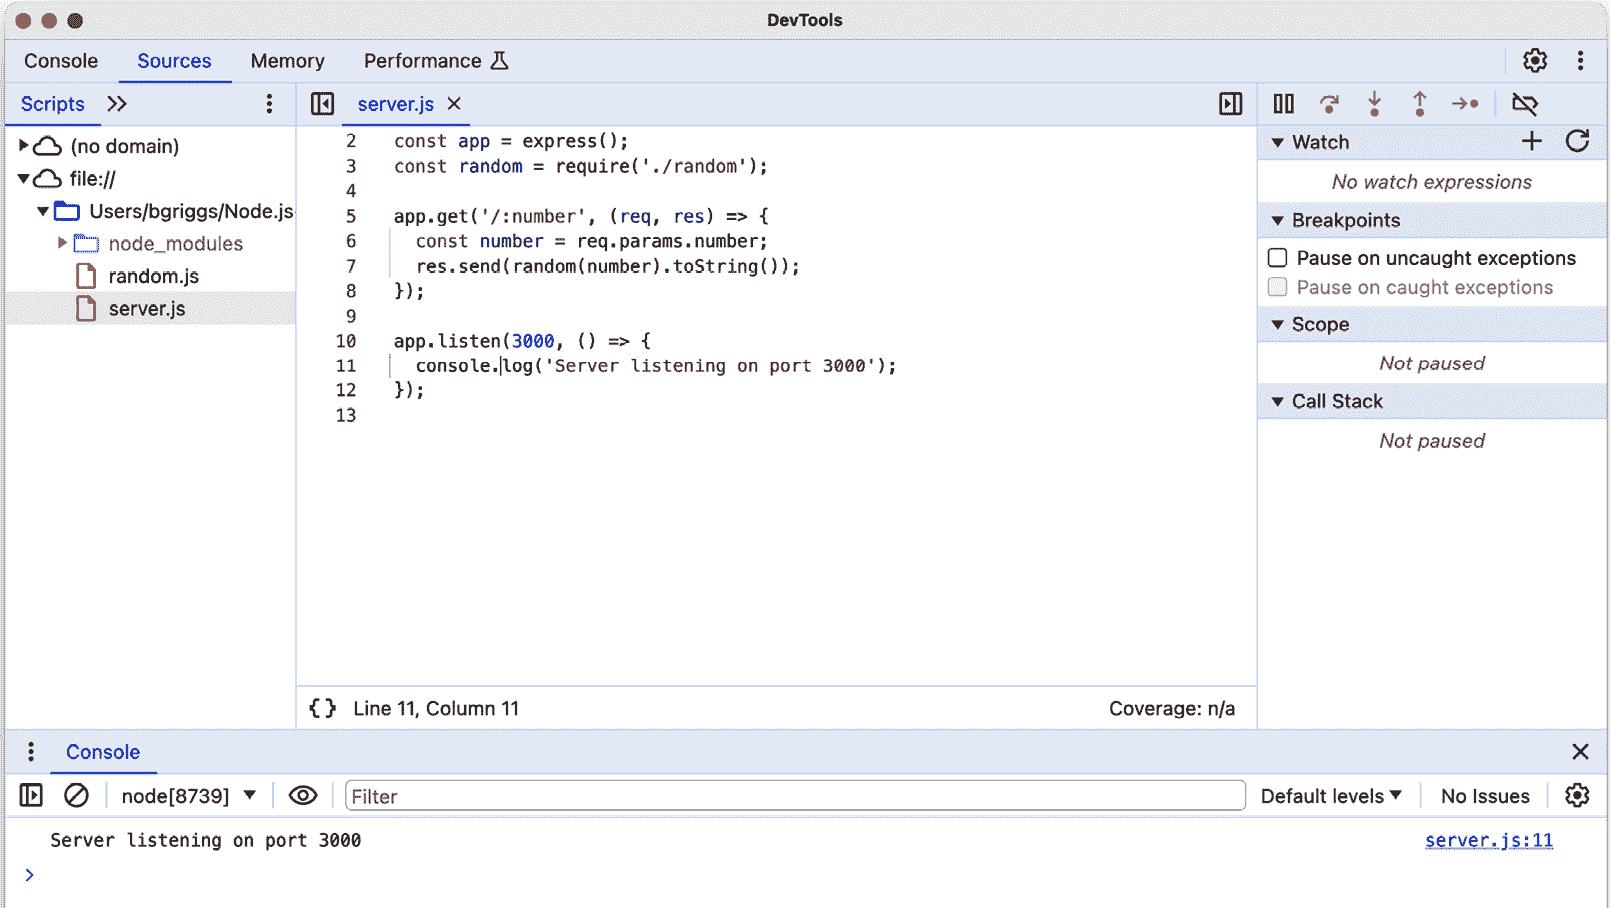 DevTools
Console Sources Memory Performance
Scripts
server.js
(no domain)
file://
Users/bgriggs/Node.js
node_modules
random.js
server.js
2 const app = express();
3 const random = require('./random');
4
5 app.get('/:number', (req, res) => {
6 const number = req.params.number;
7 res.send(random(number).toString());
8 });
9
10 app.listen(3000, () => {
11 console.log('Server listening on port 3000');
12 });
13
{ } Line 11, Column 11 Coverage: n/a
Watch
No watch expressions
Breakpoints
Pause on uncaught exceptions
Pause on caught exceptions
Scope
Not paused
Call Stack
Not paused
Console
node[8739] Filter Default levels No Issues
Server listening on port 3000 server.js:11
>